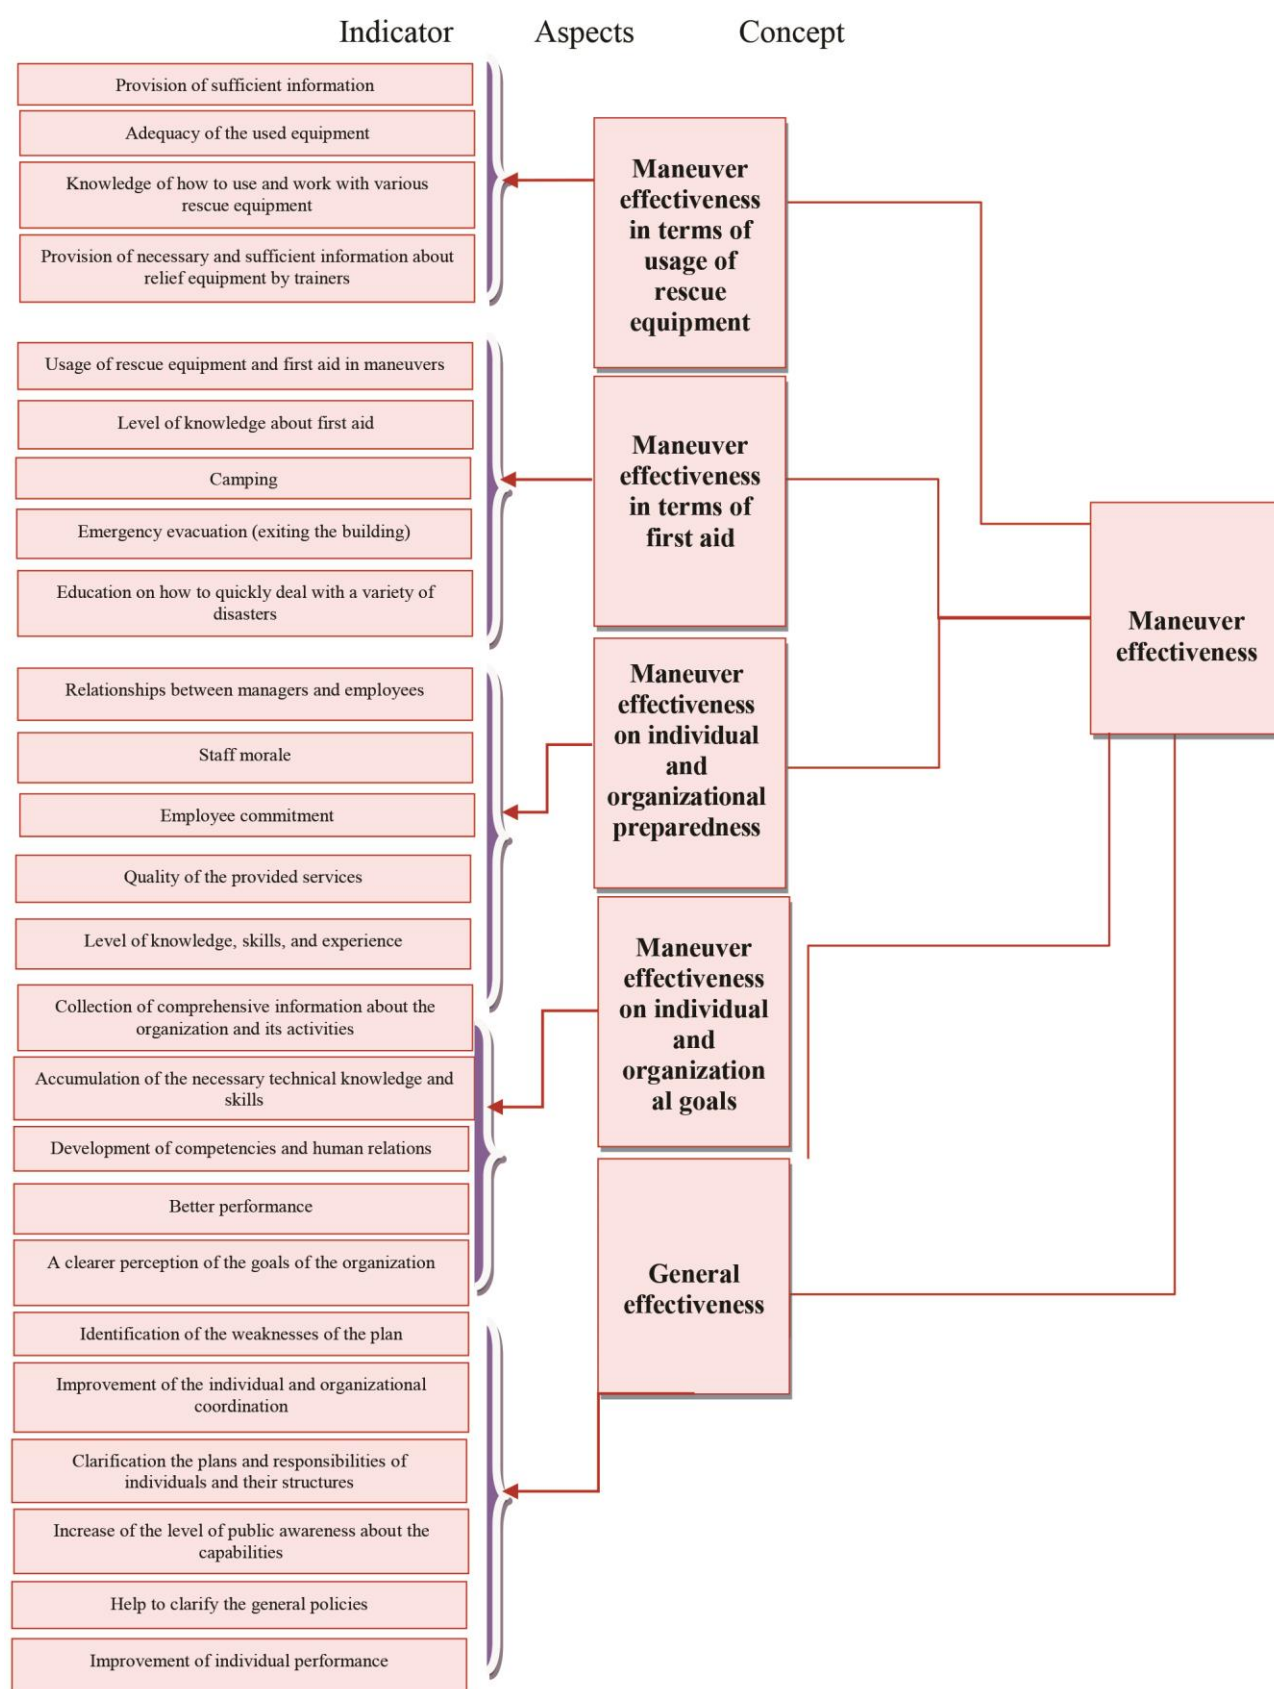 Indicator
Aspects
Concept
Provision of sufficient information
Adequacy of the used equipment
Knowledge of how to use and work with various
rescue equipment
Provision of necessary and sufficient information about
relief equipment by trainers
Usage of rescue equipment and first aid in maneuvers
Level of knowledge about first aid
Camping
Emergency evacuation (exiting the building)
Education on how to quickly deal with a variety of
disasters
Relationships between managers and employees
Staff morale
Employee commitment
Quality of the provided services
Level of knowledge, skills, and experience
Collection of comprehensive information about the
organization and its activities
Accumulation of the necessary technical knowledge and
skills
Development of competencies and human relations
Better performance
A clearer perception of the goals of the organization
Identification of the weaknesses of the plan
Improvement of the individual and organizational
coordination
Clarification the plans and responsibilities of
individuals and their structures
Increase of the level of public awareness about the
capabilities
Help to clarify the general policies
Improvement of individual performance
Maneuver
effectiveness
in terms of
usage of
rescue
equipment
Maneuver
effectiveness
in terms of
first aid
Maneuver
effectiveness
on individual
and
organizational
preparedness
Maneuver
effectiveness
on individual
and
organization
al goals
General
effectiveness
Maneuver
effectiveness